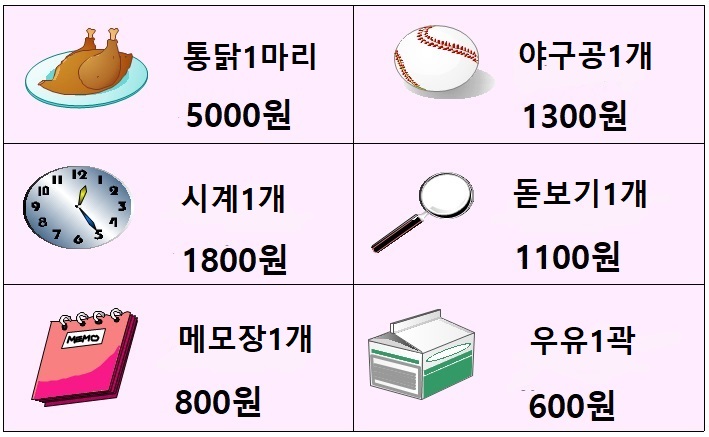 통닭1마리
5000원
야구공1개
1300원
12
11
1
10
2
9
3
8
4
7
5
6
시계1개
1800원
돋보기1개
1100원
MEMO
메모장1개
800원
우유1곽
600원